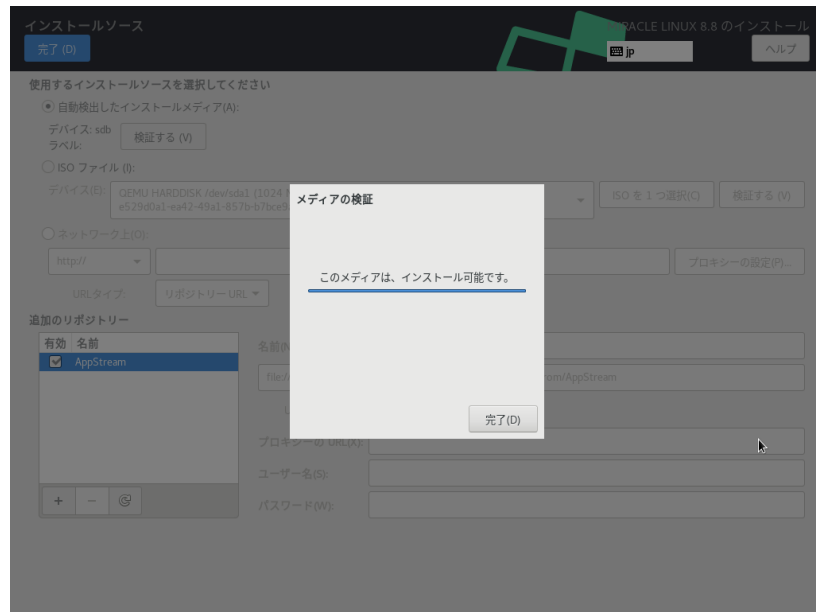 インストールソース
MIRACLE LINUX 8.8 のインストール
完了 (D)
jp
ヘルプ
使用するインストールソースを選択してください
自動検出したインストールメディア(A):
デバイス: sdb
ラベル:
検証する (V)
ISO ファイル (I):
デバイス(E):
QEMU HARDDISK /dev/sda1 (1024
e529d0a1-ea42-49a1-857b-b7bce9
ISO を 1 つ選択(C)
検証する (V)
メディアの検証
ネットワーク上(O):
http://
プロキシーの設定(P)...
このメディアは、インストール可能です。
URLタイプ:
リポジトリー URL
追加のリポジトリー
有効 名前
AppStream
名前(N
file:/
om/AppStream
完了(D)
プロキシーの URL(X):
ユーザー名(S):
パスワード(W):